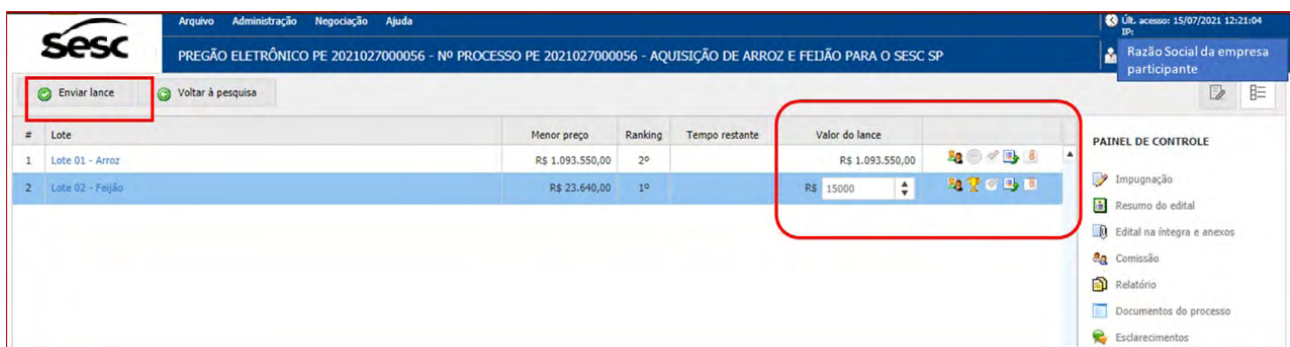 Sesc
Arquivo Administração Negociação Ajuda
Últ. acesso: 15/07/2021 12:21:04
IP:
PREGÃO ELETRÔNICO PE 2021027000056 - Nº PROCESSO PE 2021027000056 - AQUISIÇÃO DE ARROZ E FEIJÃO PARA O SESC SP
Razão Social da empresa
participante
Enviar lance Voltar à pesquisa
# Lote Menor preço Ranking Tempo restante Valor do lance
1 Lote 01 - Arroz R$ 1.093.550,00 2º R$ 1.093.550,00
2 Lote 02 - Feijão R$ 23.640,00 1º R$ 15000
PAINEL DE CONTROLE
Impugnação
Resumo do edital
Edital na íntegra e anexos
Comissão
Relatório
Documentos do processo
Esclarecimentos